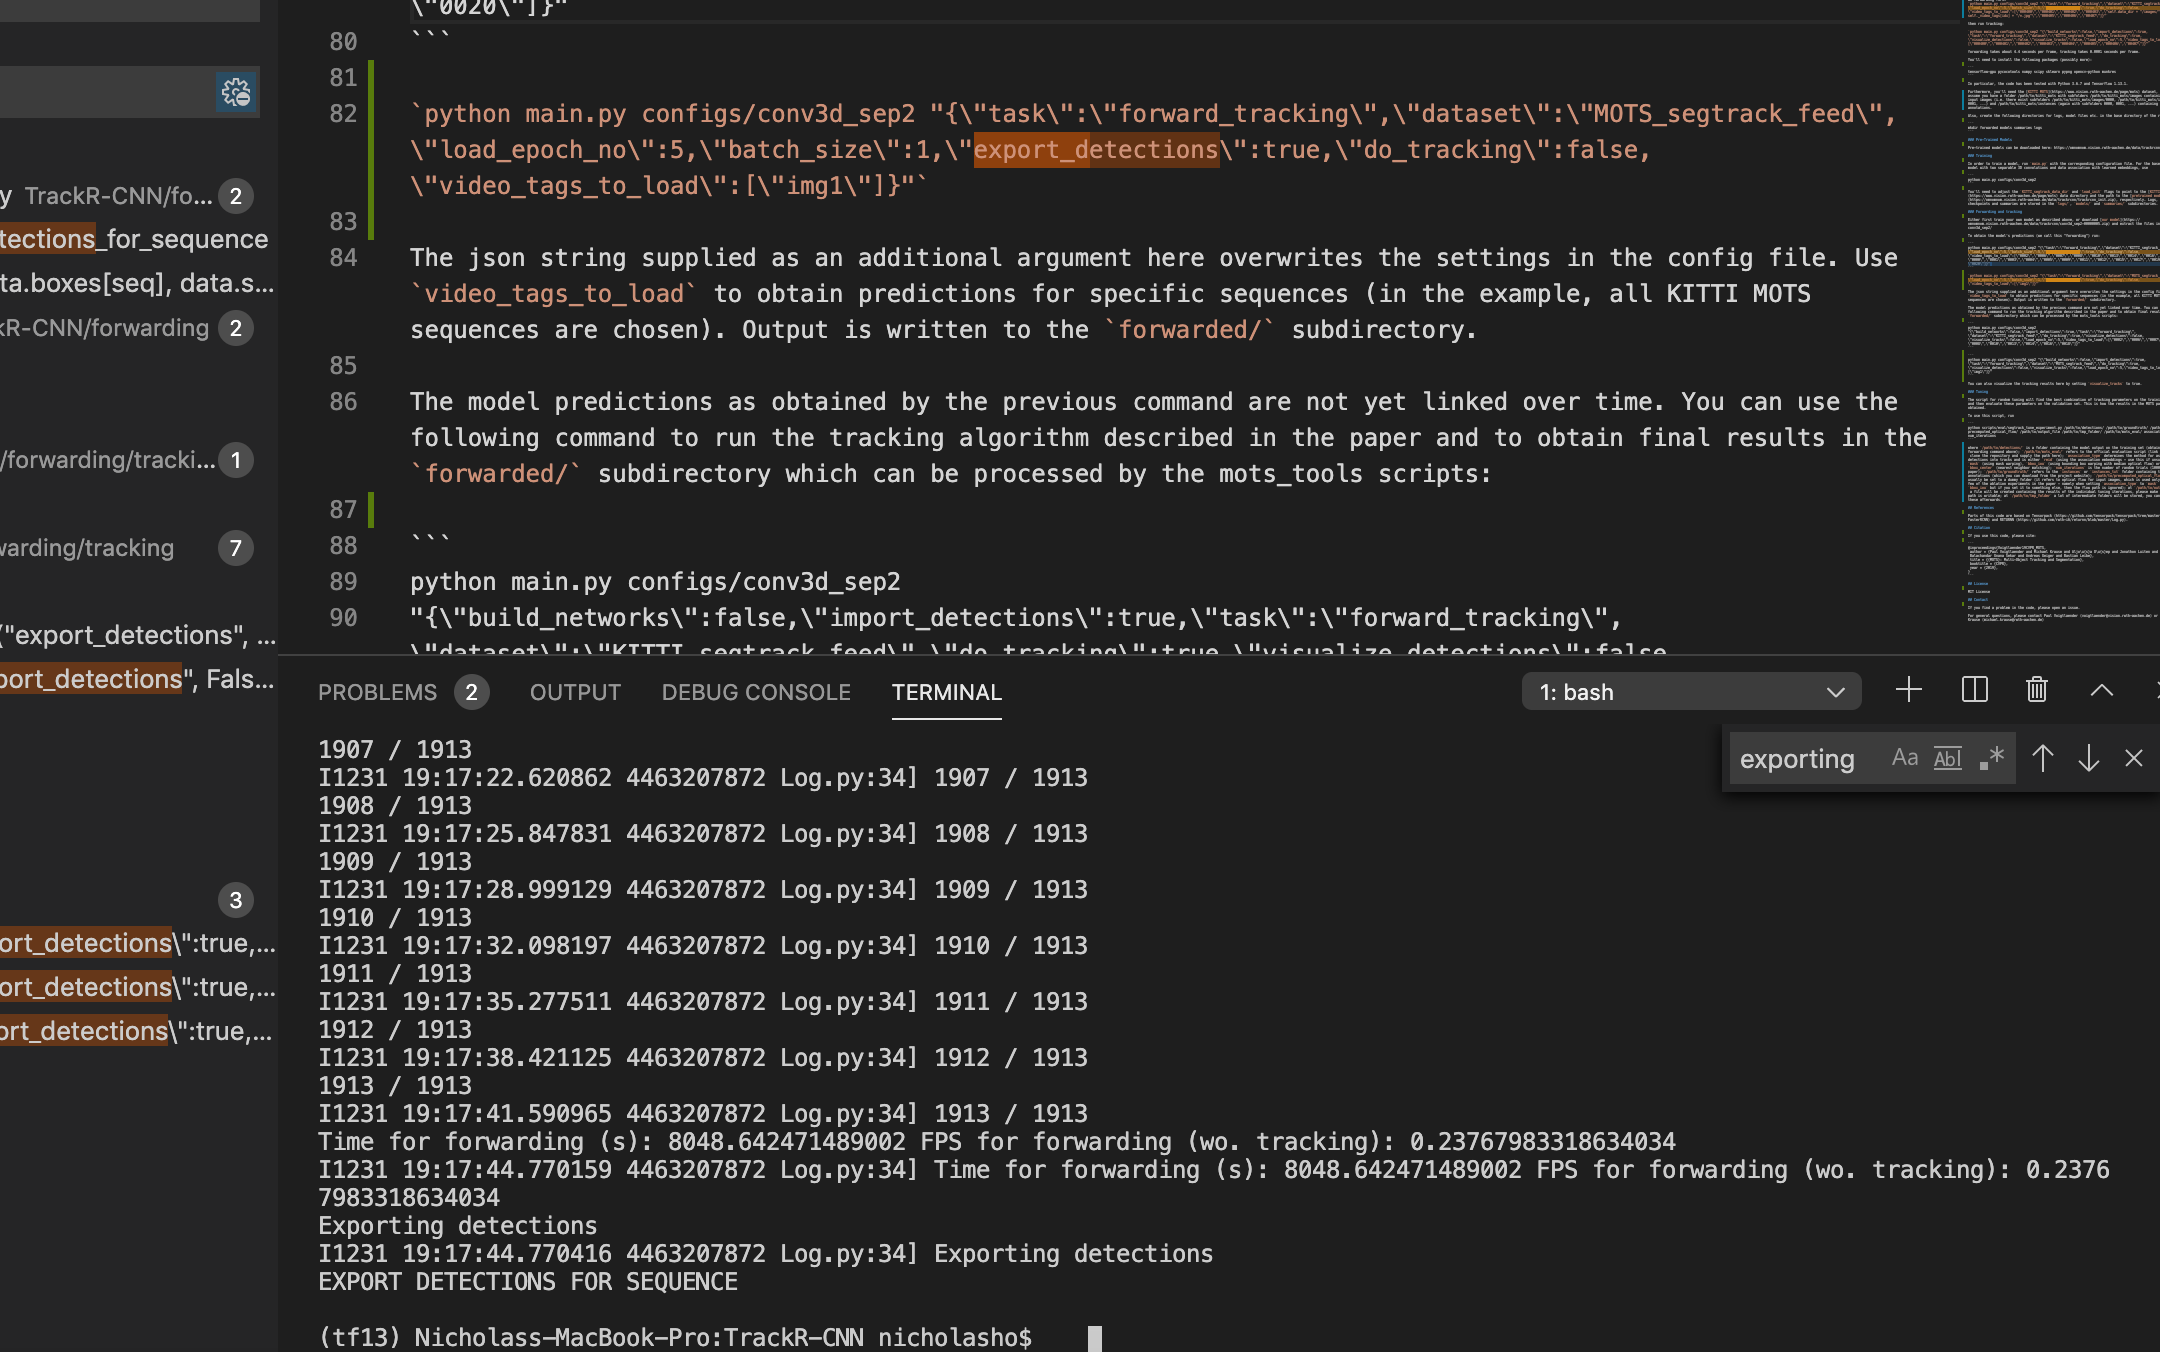 \"0020\"]}"
80 ```
81
82 `python main.py configs/conv3d_sep2 "{\"task\":\"forward_tracking\",\"dataset\":\"MOTS_segtrack_feed\",
\"load_epoch_no\":5,\"batch_size\":1,\"export_detections\":true,\"do_tracking\":false,
\"video_tags_to_load\":[\"img1\"]}"`
83
84 The json string supplied as an additional argument here overwrites the settings in the config file. Use
`video_tags_to_load` to obtain predictions for specific sequences (in the example, all KITTI MOTS
sequences are chosen). Output is written to the `forwarded/` subdirectory.
85
86 The model predictions as obtained by the previous command are not yet linked over time. You can use the
following command to run the tracking algorithm described in the paper and to obtain final results in the
`forwarded/` subdirectory which can be processed by the mots_tools scripts:
87
88 ```
89 python main.py configs/conv3d_sep2
90 "{\"build_networks\":false,\"import_detections\":true,\"task\":\"forward_tracking\",
\"dataset\":\"KITTI_segtrack_feed\",\"do_tracking\":true,\"visualize_detections\":false
y TrackR-CNN/fo... 2
tections_for_sequence
ta.boxes[seq], data.s...
kR-CNN/forwarding 2
/forwarding/tracki... 1
warding/tracking 7
("export_detections", ...
port_detections", Fals...
3
ort_detections\":true,...
ort_detections\":true,...
ort_detections\":true,...
PROBLEMS 2 OUTPUT DEBUG CONSOLE TERMINAL 1: bash
exporting Aa Abl .*
1907 / 1913
I1231 19:17:22.620862 4463207872 Log.py:34] 1907 / 1913
1908 / 1913
I1231 19:17:25.847831 4463207872 Log.py:34] 1908 / 1913
1909 / 1913
I1231 19:17:28.999129 4463207872 Log.py:34] 1909 / 1913
1910 / 1913
I1231 19:17:32.098197 4463207872 Log.py:34] 1910 / 1913
1911 / 1913
I1231 19:17:35.277511 4463207872 Log.py:34] 1911 / 1913
1912 / 1913
I1231 19:17:38.421125 4463207872 Log.py:34] 1912 / 1913
1913 / 1913
I1231 19:17:41.590965 4463207872 Log.py:34] 1913 / 1913
Time for forwarding (s): 8048.642471489002 FPS for forwarding (wo. tracking): 0.23767983318634034
I1231 19:17:44.770159 4463207872 Log.py:34] Time for forwarding (s): 8048.642471489002 FPS for forwarding (wo. tracking): 0.2376
7983318634034
Exporting detections
I1231 19:17:44.770416 4463207872 Log.py:34] Exporting detections
EXPORT DETECTIONS FOR SEQUENCE
(tf13) Nicholass-MacBook-Pro:TrackR-CNN nicholasho$